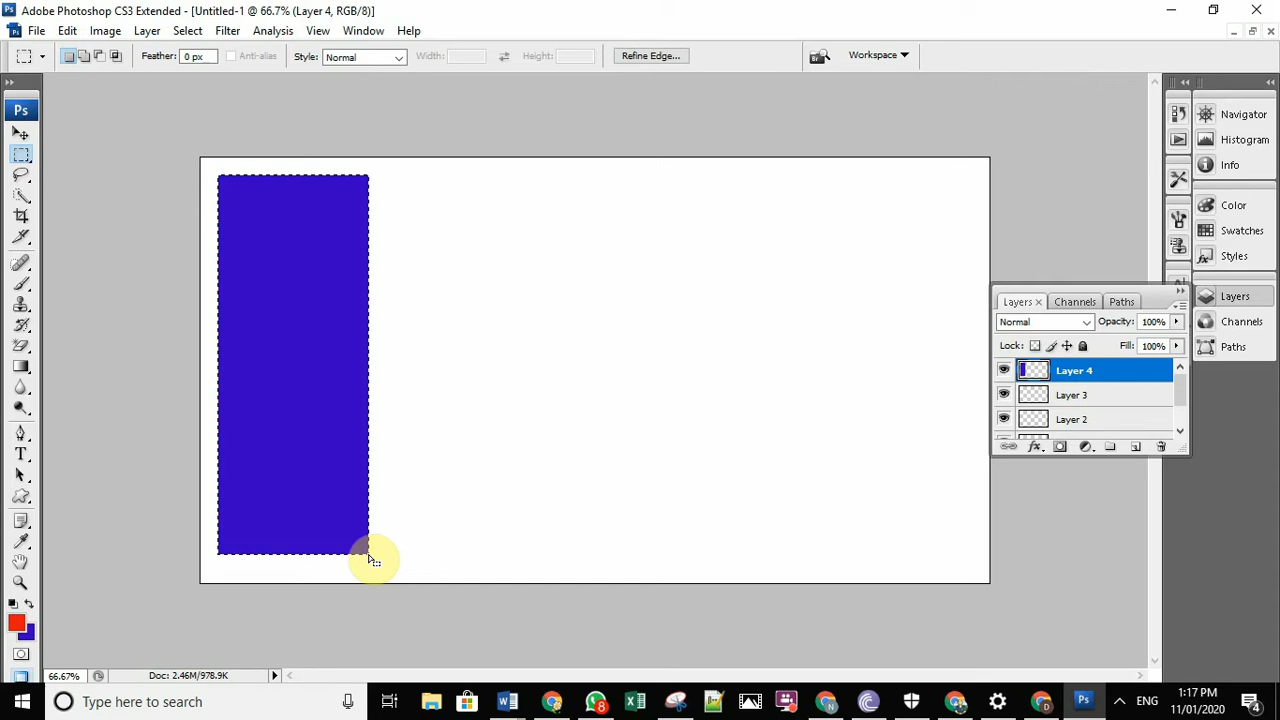 Ps Adobe Photoshop CS3 Extended - [Untitled-1 @ 66.7% (Layer 4, RGB/8)]
File Edit Image Layer Select Filter Analysis View Window Help
Feather: 0 px Anti-alias Style: Normal Width: Height: Refine Edge... Workspace
Ps
Navigator
Histogram
Info
Color
Swatches
Styles
Layers
Channels
Paths
Layers x Channels Paths
Normal Opacity: 100%
Lock: Fill: 100%
Layer 4
Layer 3
Layer 2
66.67% Doc: 2.46M/978.9K
Type here to search
8
ENG
1:17 PM
11/01/2020
4